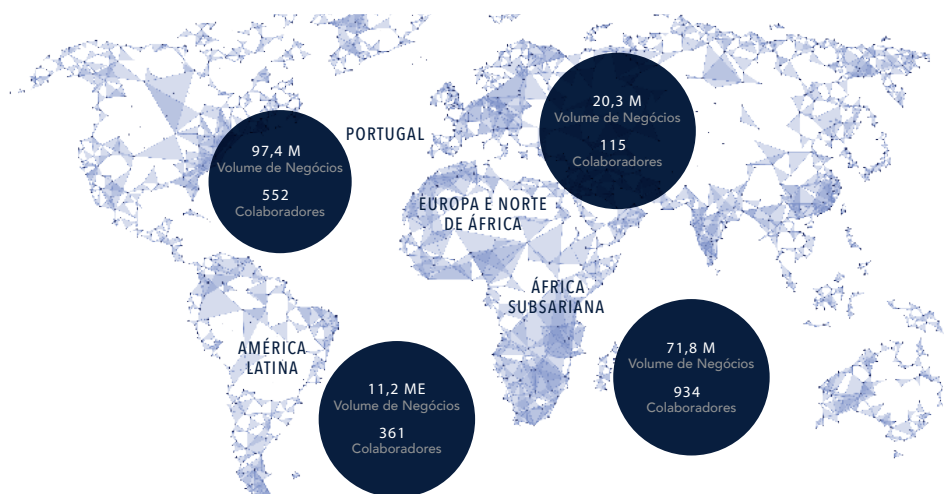 PORTUGAL
97,4 M
Volume de Negócios
552
Colaboradores
20,3 M
Volume de Negócios
115
Colaboradores
EUROPA E NORTE
DE ÁFRICA
ÁFRICA
SUBSARIANA
71,8 M
Volume de Negócios
934
Colaboradores
AMÉRICA
LATINA
11,2 ME
Volume de Negócios
361
Colaboradores